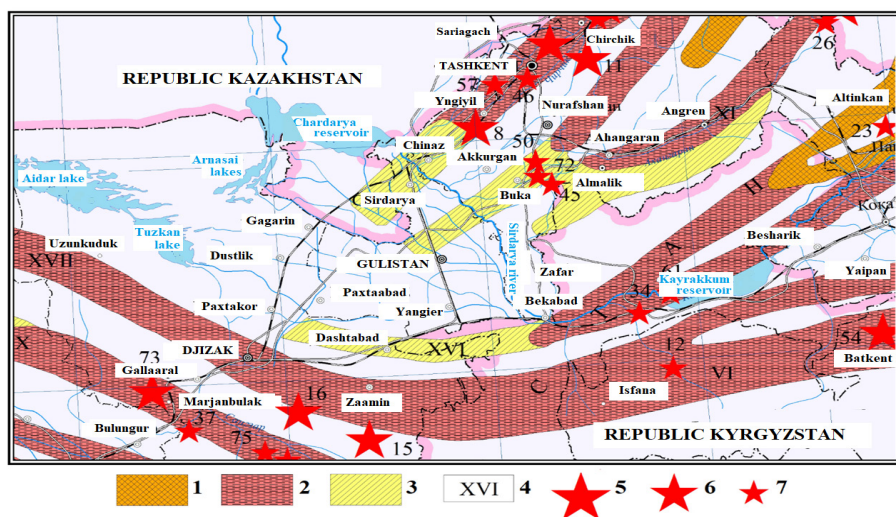 Sariagach
7
Chirchik
26
REPUBLIC KAZAKHSTAN
TASHKENT
11
57
46
Altinkan
Yngiyil
Nurafshan
Angren
XI
Chardarya
reservoir
8
23
Chinaz
50
Ahangaran
Akkurgan
72
Arnasai
lakes
Aidar lake
Buka
45
Almalik
H
Sirdarya
Gagarin
Кока
Tuzkan
lake
A
Besharik
Uzunkuduk
XVII
Dustlik
GULISTAN
Sirdarya river
Zafar
61
Kayrakkum
reservoir
Yaipan
Paxtaabad
Bekabad
34
Paxtakor
Yangier
54
X
DJIZAK
Dashtabad
XVI
12
Batkent
73
Gallaaral
C
VI
Isfana
Marjanbulak
16
Zaamin
37
Bulungur
75
15
REPUBLIC KYRGYZSTAN
1
2
3
XVI
4
5
6
7